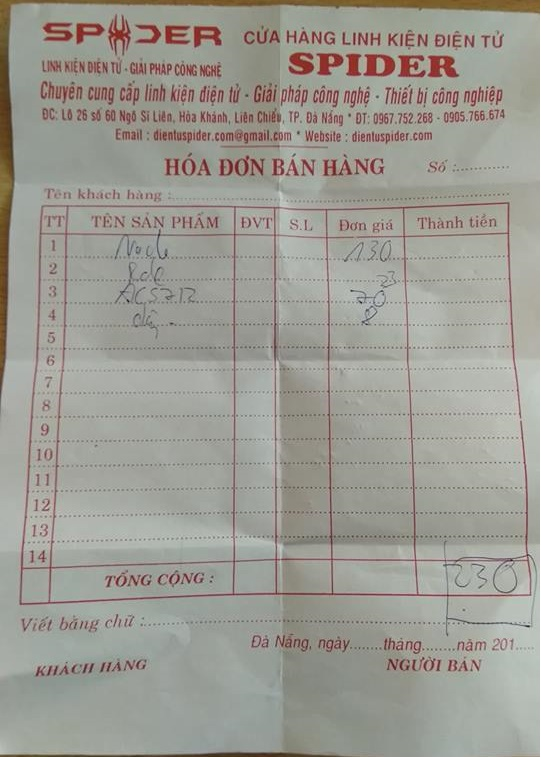 SPIDER
CỬA HÀNG LINH KIỆN ĐIỆN TỬ
LINH KIỆN ĐIỆN TỬ - GIẢI PHÁP CÔNG NGHỆ
SPIDER
Chuyên cung cấp linh kiện điện tử - Giải pháp công nghệ - Thiết bị công nghiệp
ĐC: Lô 26 số 60 Ngô Sĩ Liên, Hòa Khánh, Liên Chiểu, TP. Đà Nẵng * ĐT: 0967.752.268 - 0905.766.674
Email : dientuspider.com@gmail.com * Website : dientuspider.com
HÓA ĐƠN BÁN HÀNG Số :............
Tên khách hàng :
TT TÊN SẢN PHẨM ĐVT S.L Đơn giá Thành tiền
1 130
2 23
3 ACS712 70
4 dây 8
5
6
7
8
9
10
11
12
13
14
TỔNG CỘNG : 230
Viết bằng chữ :
Đà Nẵng, ngày........tháng........năm 201.....
KHÁCH HÀNG NGƯỜI BÁN